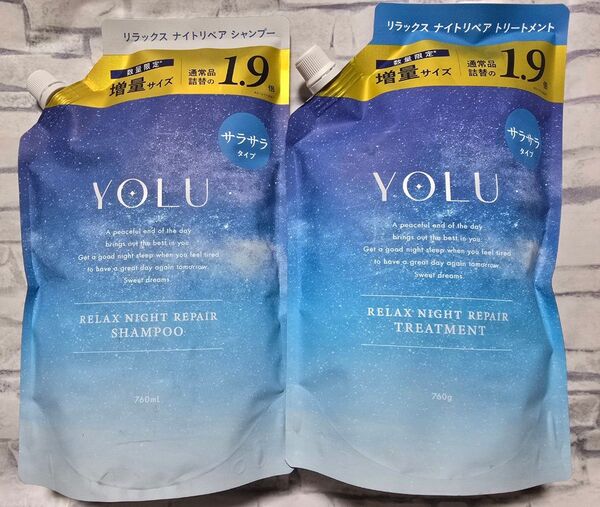 リラックス ナイトリペア シャンプー
数量限定*
増量サイズ
通常品
詰替の
1.9
倍
サラサラ
タイプ
YOLU
A peaceful end of the day
brings out the best in you.
Get a good night sleep when you feel tired
to have a great day again tomorrow.
Sweet dreams.
RELAX NIGHT REPAIR
SHAMPOO
760mL
リラックス ナイトリペア トリートメント
数量限定*
増量サイズ
通常品
詰替の
1.9
倍
サラサラ
タイプ
YOLU
A peaceful end of the day
brings out the best in you.
Get a good night sleep when you feel tired
to have a great day again tomorrow.
Sweet dreams.
RELAX NIGHT REPAIR
TREATMENT
760g